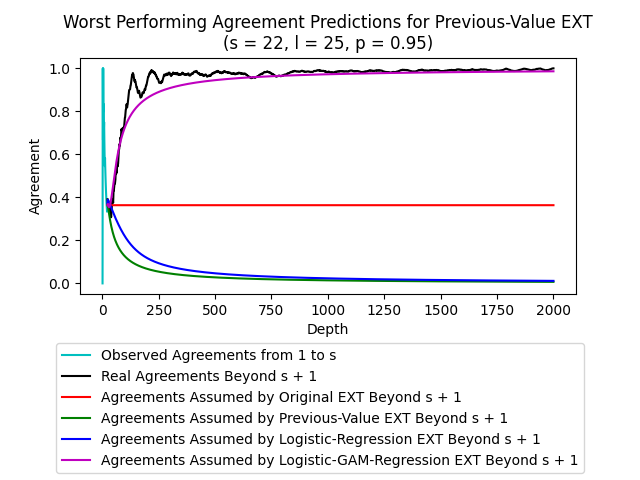 Worst Performing Agreement Predictions for Previous-Value EXT
(s = 22, l = 25, p = 0.95)
1.0
0.8
0.6
0.4
0.2
0.0
Agreement
0
250
500
750
1000
1250
1500
1750
2000
Depth
Observed Agreements from 1 to s
Real Agreements Beyond s + 1
Agreements Assumed by Original EXT Beyond s + 1
Agreements Assumed by Previous-Value EXT Beyond s + 1
Agreements Assumed by Logistic-Regression EXT Beyond s + 1
Agreements Assumed by Logistic-GAM-Regression EXT Beyond s + 1